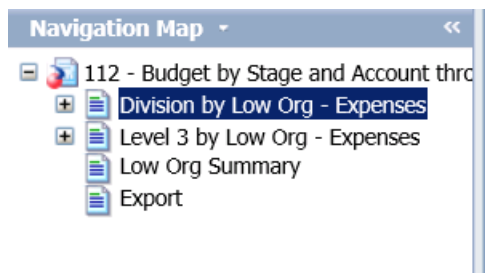 Navigation Map
112 - Budget by Stage and Account thro
Division by Low Org - Expenses
Level 3 by Low Org - Expenses
Low Org Summary
Export